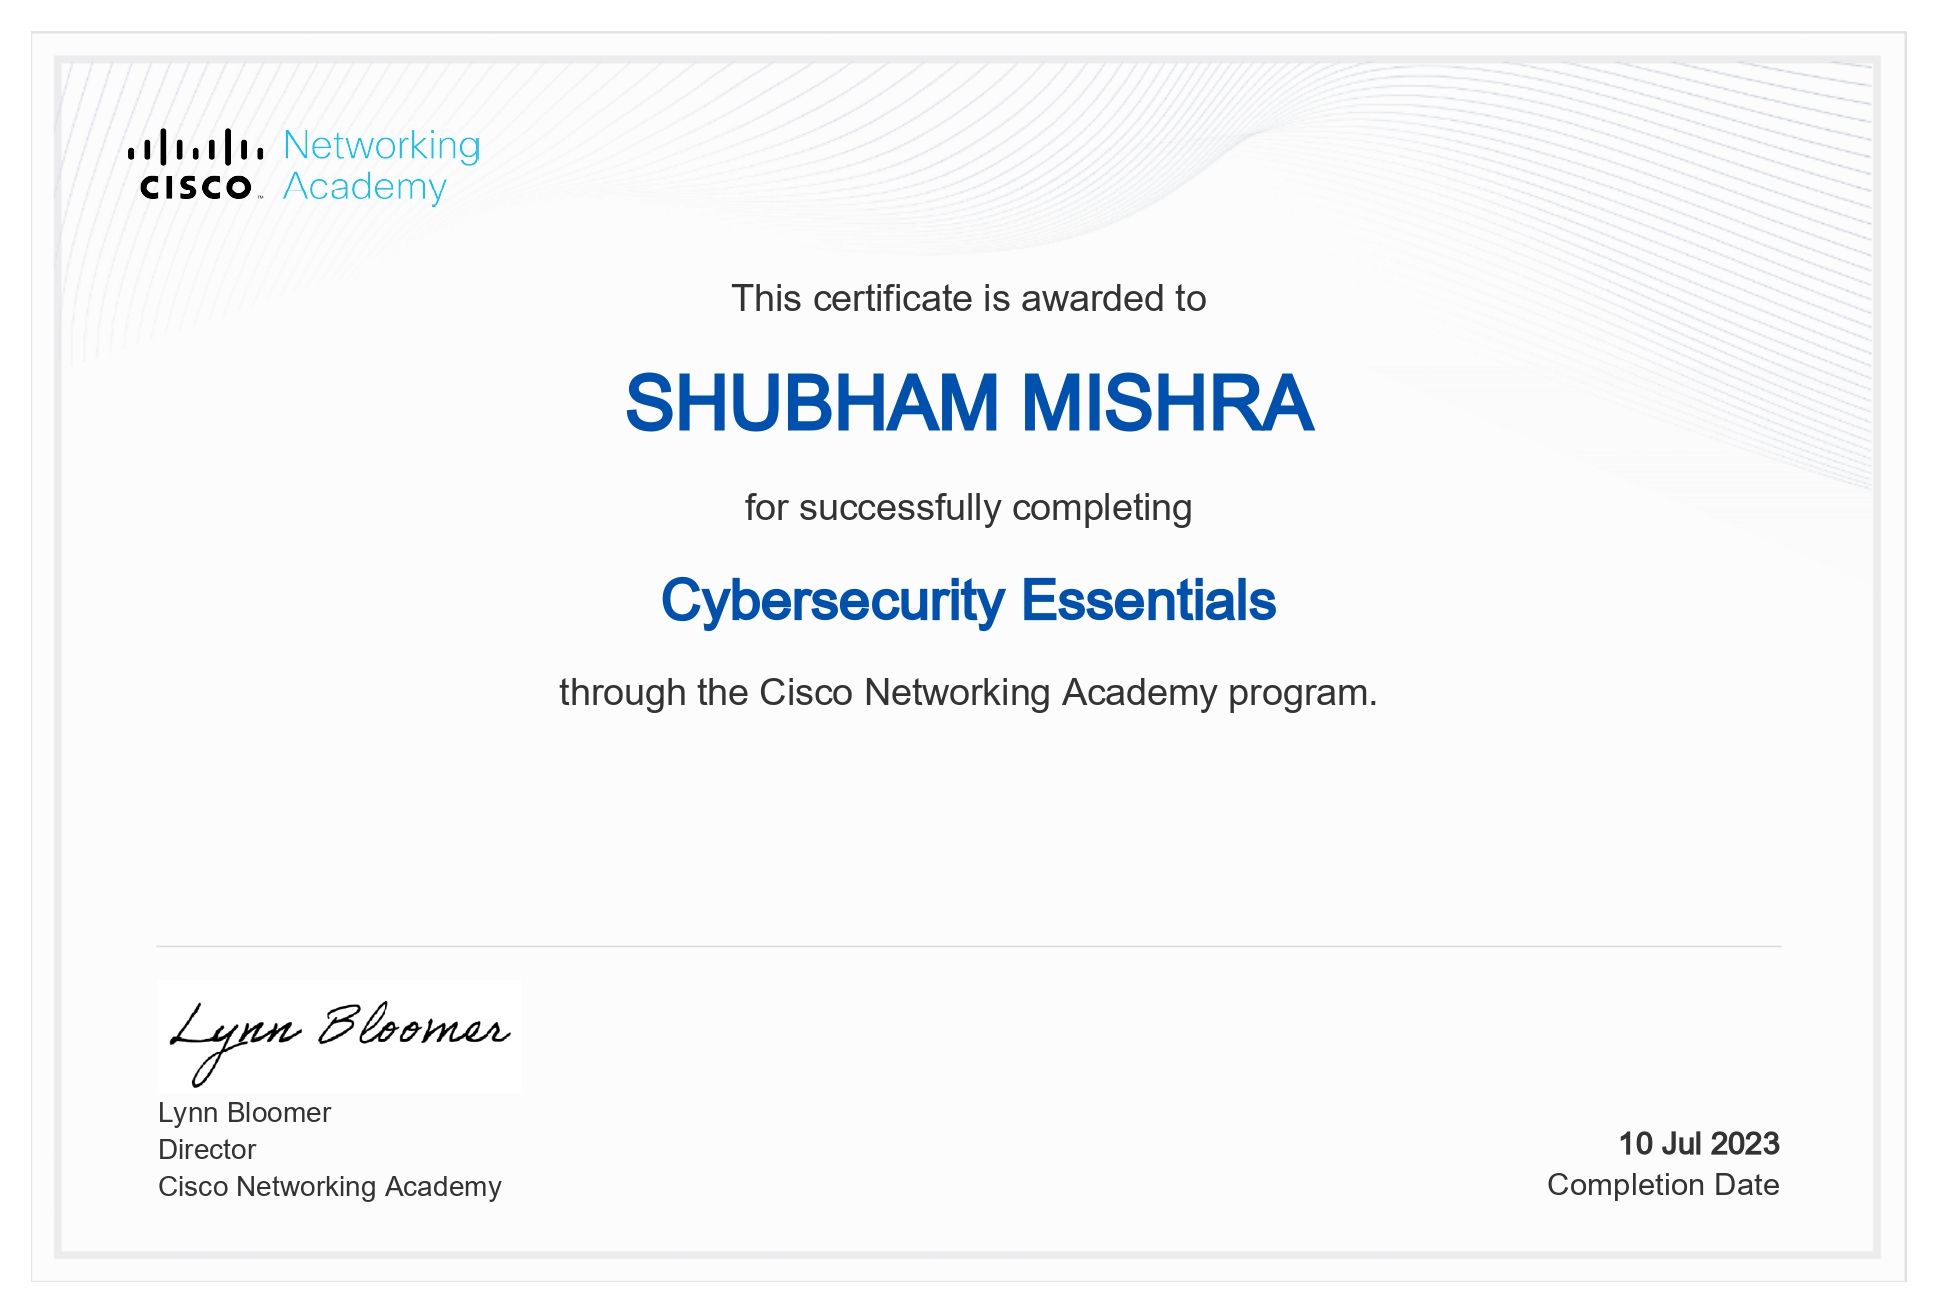 Networking
cisco™ Academy
This certificate is awarded to
SHUBHAM MISHRA
for successfully completing
Cybersecurity Essentials
through the Cisco Networking Academy program.
Lynn Bloomer
Lynn Bloomer
Director
Cisco Networking Academy
10 Jul 2023
Completion Date